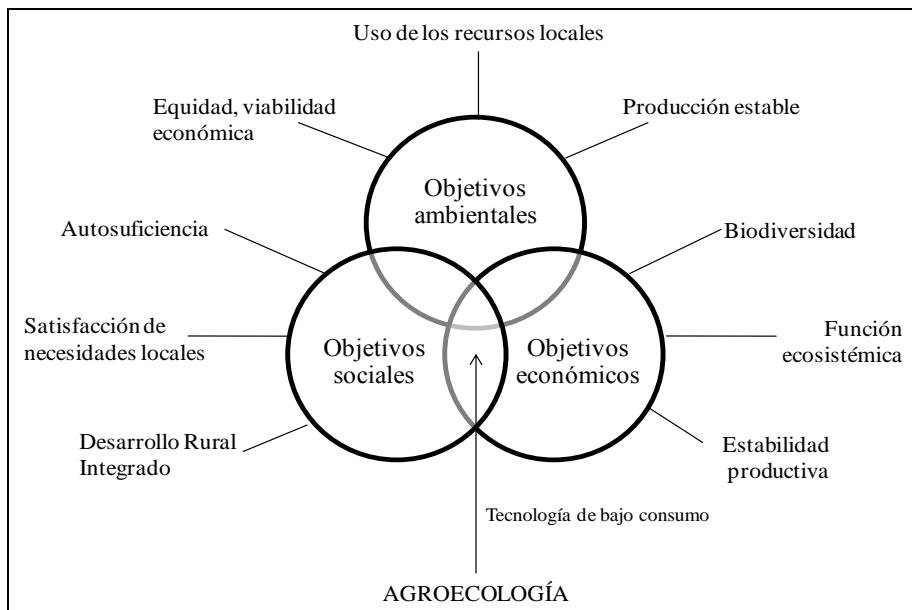 Uso de los recursos locales
Equidad, viabilidad
económica
Producción estable
Objetivos
ambientales
Autosuficiencia
Biodiversidad
Satisfacción de
necesidades locales
Objetivos
sociales
Objetivos
económicos
Función
ecosistémica
Desarrollo Rural
Integrado
Estabilidad
productiva
Tecnología de bajo consumo
AGROECOLOGÍA